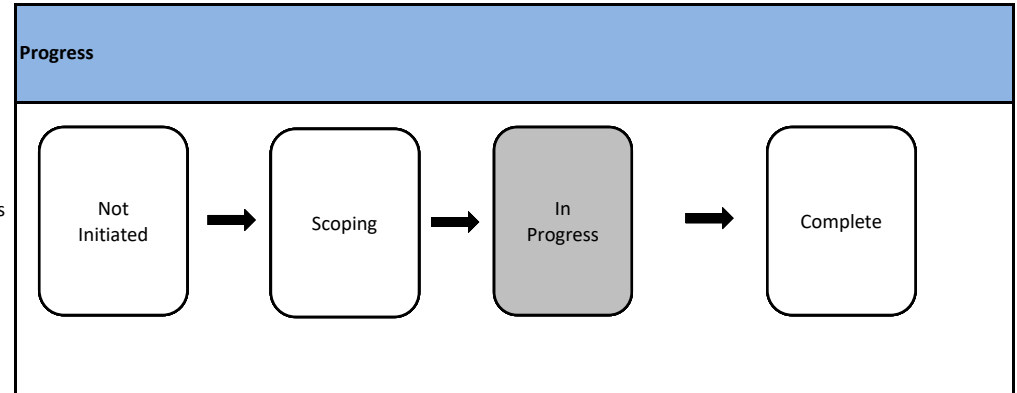 Progress
s
Not
Initiated
Scoping
In
Progress
Complete